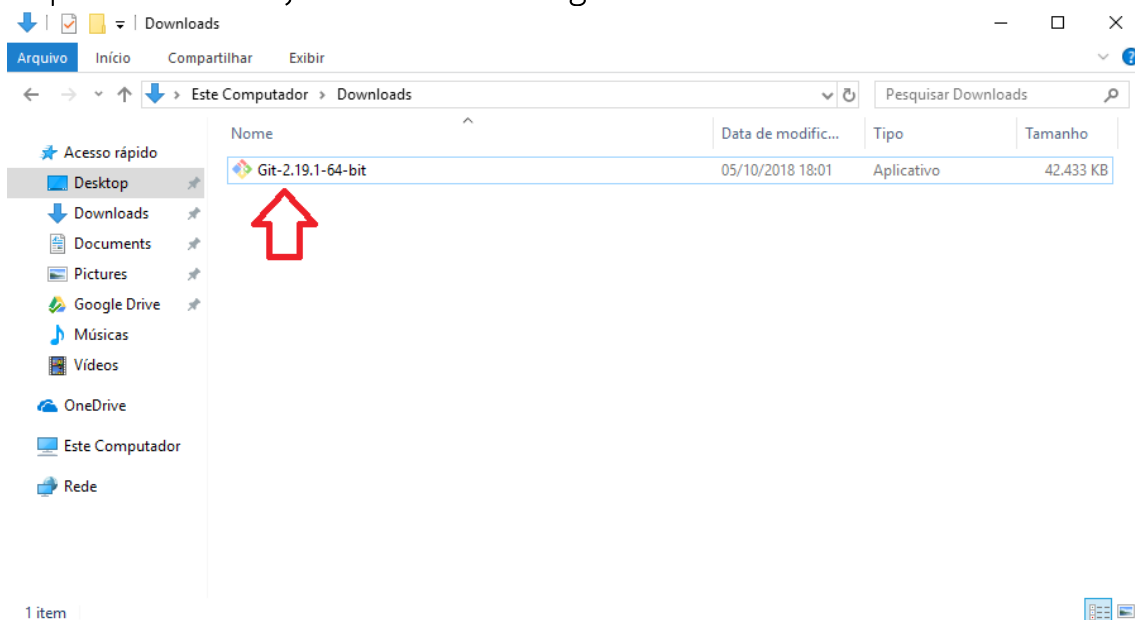 Downloads
Arquivo Início Compartilhar Exibir
Este Computador Downloads Pesquisar Downloads
Nome Data de modific... Tipo Tamanho
Git-2.19.1-64-bit 05/10/2018 18:01 Aplicativo 42.433 KB
Acesso rápido
Desktop
Downloads
Documents
Pictures
Google Drive
Músicas
Vídeos
OneDrive
Este Computador
Rede
1 item